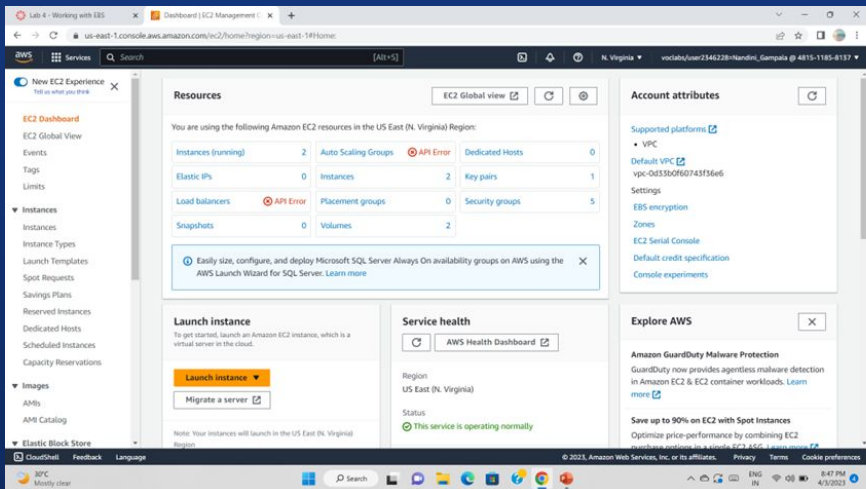 Lab 4 - Working with EBS
Dashboard | EC2 Management C
us-east-1.console.aws.amazon.com/ec2/home?region=us-east-1#Home:
aws
Services
Search
[Alt+S]
N. Virginia
voclabs/user2346228=Nandini_Gampala @ 4815-1185-8137
New EC2 Experience
Tell us what you think
EC2 Dashboard
EC2 Global View
Events
Tags
Limits
Instances
Instances
Instance Types
Launch Templates
Spot Requests
Savings Plans
Reserved Instances
Dedicated Hosts
Scheduled Instances
Capacity Reservations
Images
AMIs
AMI Catalog
Elastic Block Store
Resources
EC2 Global view
You are using the following Amazon EC2 resources in the US East (N. Virginia) Region:
Instances (running) 2 Auto Scaling Groups API Error Dedicated Hosts 0
Elastic IPs 0 Instances 2 Key pairs 1
Load balancers API Error Placement groups 0 Security groups 5
Snapshots 0 Volumes 2
Easily size, configure, and deploy Microsoft SQL Server Always On availability groups on AWS using the
AWS Launch Wizard for SQL Server. Learn more
Launch instance
To get started, launch an Amazon EC2 instance, which is a
virtual server in the cloud.
Launch instance
Migrate a server
Note: Your instances will launch in the US East (N. Virginia)
Region
Service health
AWS Health Dashboard
Region
US East (N. Virginia)
Status
This service is operating normally
Account attributes
Supported platforms
VPC
Default VPC
vpc-0d33b0f60743f36e6
Settings
EBS encryption
Zones
EC2 Serial Console
Default credit specification
Console experiments
Explore AWS
Amazon GuardDuty Malware Protection
GuardDuty now provides agentless malware detection
in Amazon EC2 & EC2 container workloads. Learn
more
Save up to 90% on EC2 with Spot Instances
Optimize price-performance by combining EC2
purchase options in a single EC2 ASG. Learn more
CloudShell Feedback Language
© 2023, Amazon Web Services, Inc. or its affiliates. Privacy Terms Cookie preferences
30°C
Mostly clear
Search
ENG
IN
8:47 PM
4/3/2023